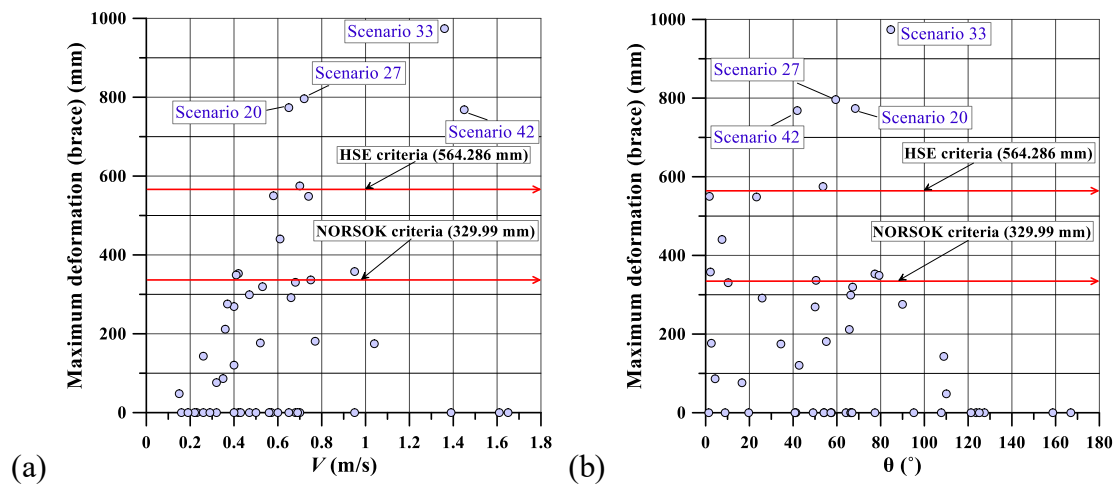 Maximum deformation (brace) (mm)
1000
800
600
400
200
0
Scenario 33
Scenario 27
Scenario 20
Scenario 42
HSE criteria (564.286 mm)
NORSOK criteria (329.99 mm)
0 0.2 0.4 0.6 0.8 1 1.2 1.4 1.6 1.8
V (m/s)
(a)
Maximum deformation (brace) (mm)
1000
800
600
400
200
0
Scenario 33
Scenario 27
Scenario 20
Scenario 42
HSE criteria (564.286 mm)
NORSOK criteria (329.99 mm)
0 20 40 60 80 100 120 140 160 180
θ (˚)
(b)